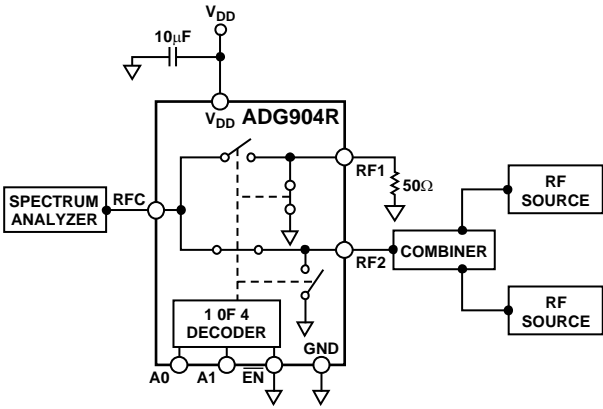 V_DD
10μF
ADG904R
V_DD
RF1
50Ω
RF
SOURCE
SPECTRUM
ANALYZER
RFC
COMBINER
RF2
RF
SOURCE
1 0F 4
DECODER
GND
A0
A1
E̅N̅